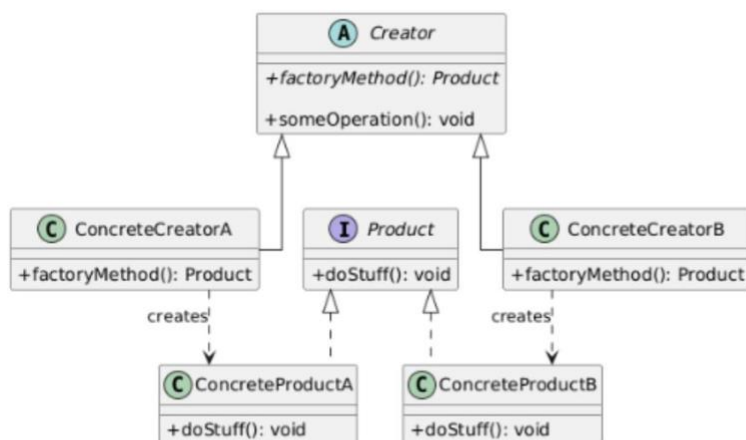 A Creator
+factoryMethod(): Product
+someOperation(): void
C ConcreteCreatorA
+factoryMethod(): Product
I Product
+doStuff(): void
C ConcreteCreatorB
+factoryMethod(): Product
creates
creates
C ConcreteProductA
+doStuff(): void
C ConcreteProductB
+doStuff(): void